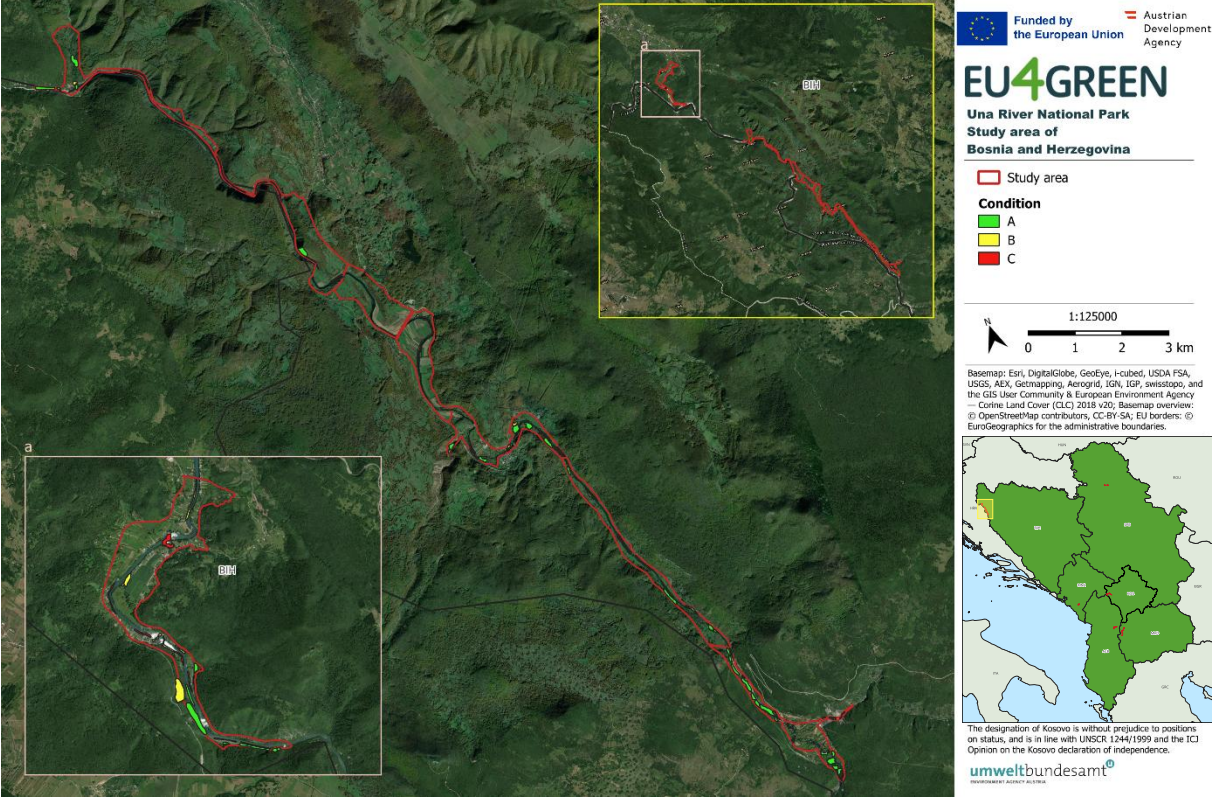 a
BIH
a
BIH
Funded by
the European Union
Austrian
Development
Agency
EU4GREEN
Una River National Park
Study area of
Bosnia and Herzegovina
Study area
Condition
A
B
C
N
1:125000
0 1 2 3 km
Basemap: Esri, DigitalGlobe, GeoEye, i-cubed, USDA FSA,
USGS, AEX, Getmapping, Aerogrid, IGN, IGP, swisstopo, and
the GIS User Community & European Environment Agency
— Corine Land Cover (CLC) 2018 v20; Basemap overview:
© OpenStreetMap contributors, CC-BY-SA; EU borders: ©
EuroGeographics for the administrative boundaries.
The designation of Kosovo is without prejudice to positions
on status, and is in line with UNSCR 1244/1999 and the ICJ
Opinion on the Kosovo declaration of independence.
umweltbundesamt
ENVIRONMENT AGENCY AUSTRIA